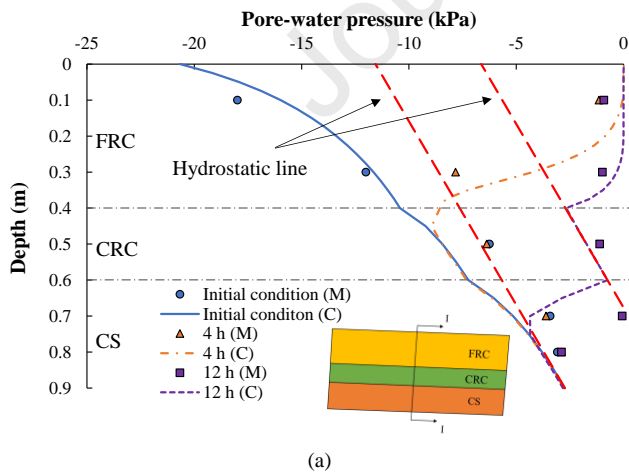 Jou
Pore-water pressure (kPa)
-25 -20 -15 -10 -5 0
0
0.1
0.2
0.3
0.4
0.5
0.6
0.7
0.8
0.9
Depth (m)
FRC
CRC
CS
Hydrostatic line
Initial condition (M)
Initial conditon (C)
4 h (M)
4 h (C)
12 h (M)
12 h (C)
I
FRC
CRC
CS
I
(a)